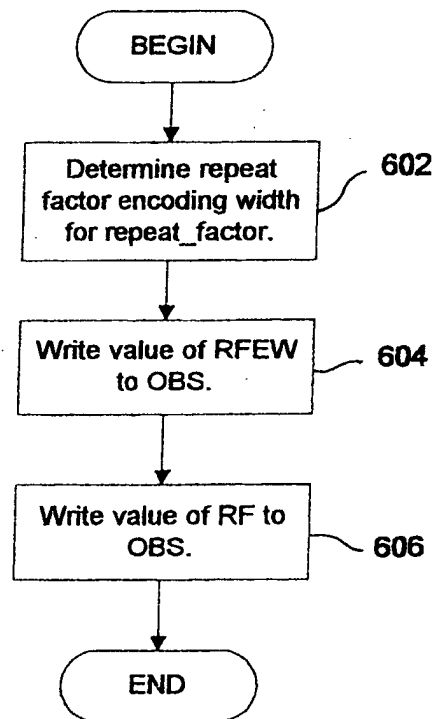 BEGIN
Determine repeat
factor encoding width
for repeat_factor.
602
Write value of RFEW
to OBS.
604
Write value of RF to
OBS.
606
END